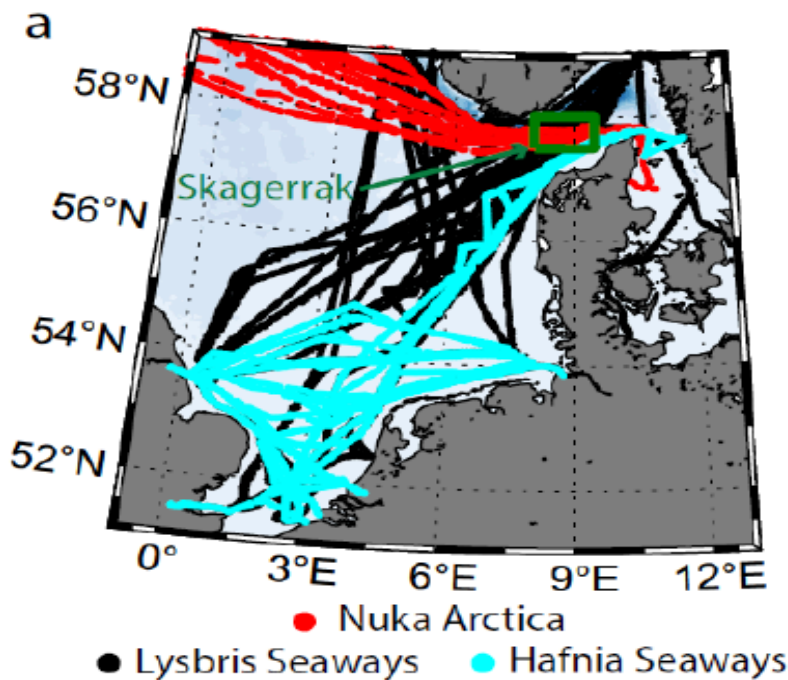 a
58°N
Skagerrak
56°N
54°N
52°N
0°
3°E
6°E
9°E
12°E
Nuka Arctica
Lysbris Seaways
Hafnia Seaways